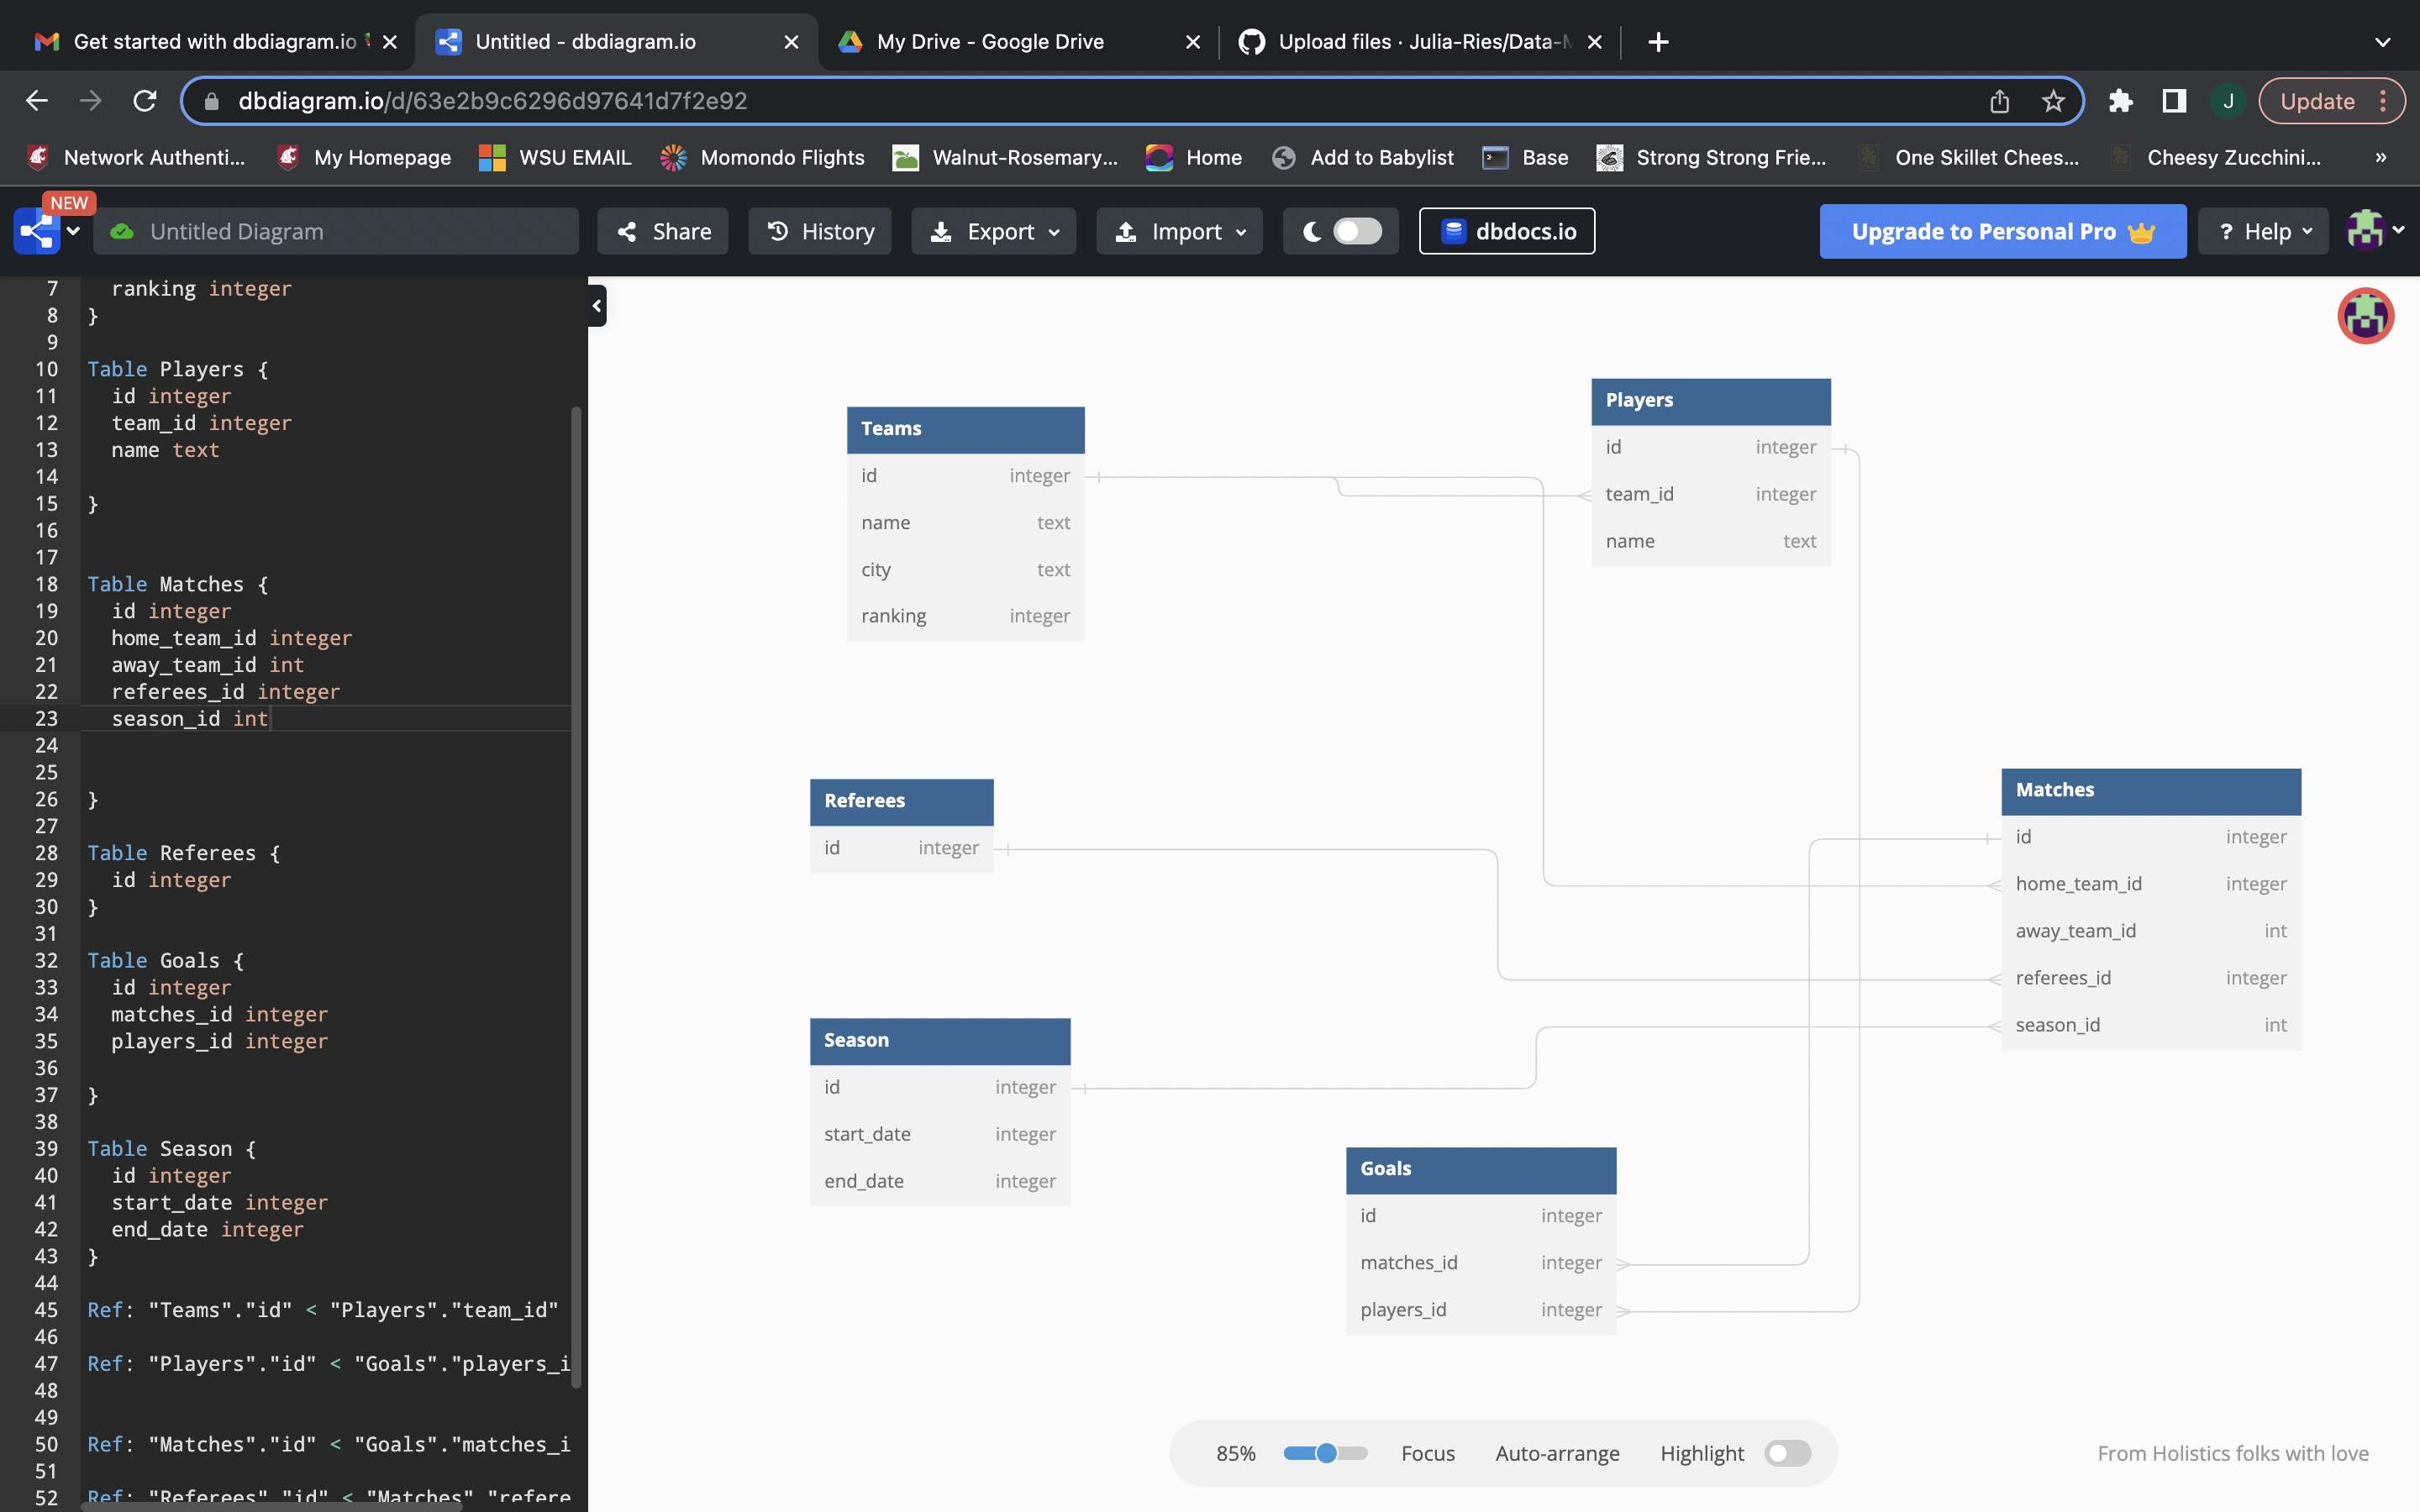 Get started with dbdiagram.io
Untitled - dbdiagram.io
My Drive - Google Drive
Upload files · Julia-Ries/Data-M
dbdiagram.io/d/63e2b9c6296d97641d7f2e92
J
Update
Network Authenti...
My Homepage
WSU EMAIL
Momondo Flights
Walnut-Rosemary...
Home
Add to Babylist
Base
Strong Strong Frie...
One Skillet Chees...
Cheesy Zucchini...
»
NEW
Untitled Diagram
Share
History
Export
Import
dbdocs.io
Upgrade to Personal Pro
? Help
7 ranking integer
8 }
9
10 Table Players {
11 id integer
12 team_id integer
13 name text
14
15 }
16
17
18 Table Matches {
19 id integer
20 home_team_id integer
21 away_team_id int
22 referees_id integer
23 season_id int
24
25
26 }
27
28 Table Referees {
29 id integer
30 }
31
32 Table Goals {
33 id integer
34 matches_id integer
35 players_id integer
36
37 }
38
39 Table Season {
40 id integer
41 start_date integer
42 end_date integer
43 }
44
45 Ref: "Teams"."id" < "Players"."team_id"
46
47 Ref: "Players"."id" < "Goals"."players_i
48
49
50 Ref: "Matches"."id" < "Goals"."matches_i
51
52 Ref: "Referees"."id" < "Matches"."refere
Teams
id integer
name text
city text
ranking integer
Players
id integer
team_id integer
name text
Referees
id integer
Matches
id integer
home_team_id integer
away_team_id int
referees_id integer
season_id int
Season
id integer
start_date integer
end_date integer
Goals
id integer
matches_id integer
players_id integer
85%
Focus
Auto-arrange
Highlight
From Holistics folks with love